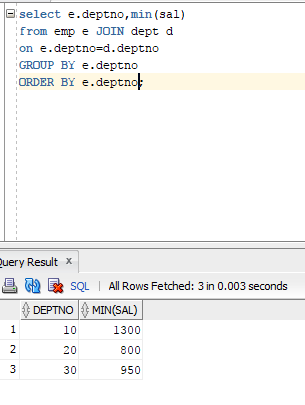 select e.deptno,min(sal)
from emp e JOIN dept d
on e.deptno=d.deptno
GROUP BY e.deptno
ORDER BY e.deptno;
Query Result x
SQL | All Rows Fetched: 3 in 0.003 seconds
DEPTNO MIN(SAL)
1 10 1300
2 20 800
3 30 950